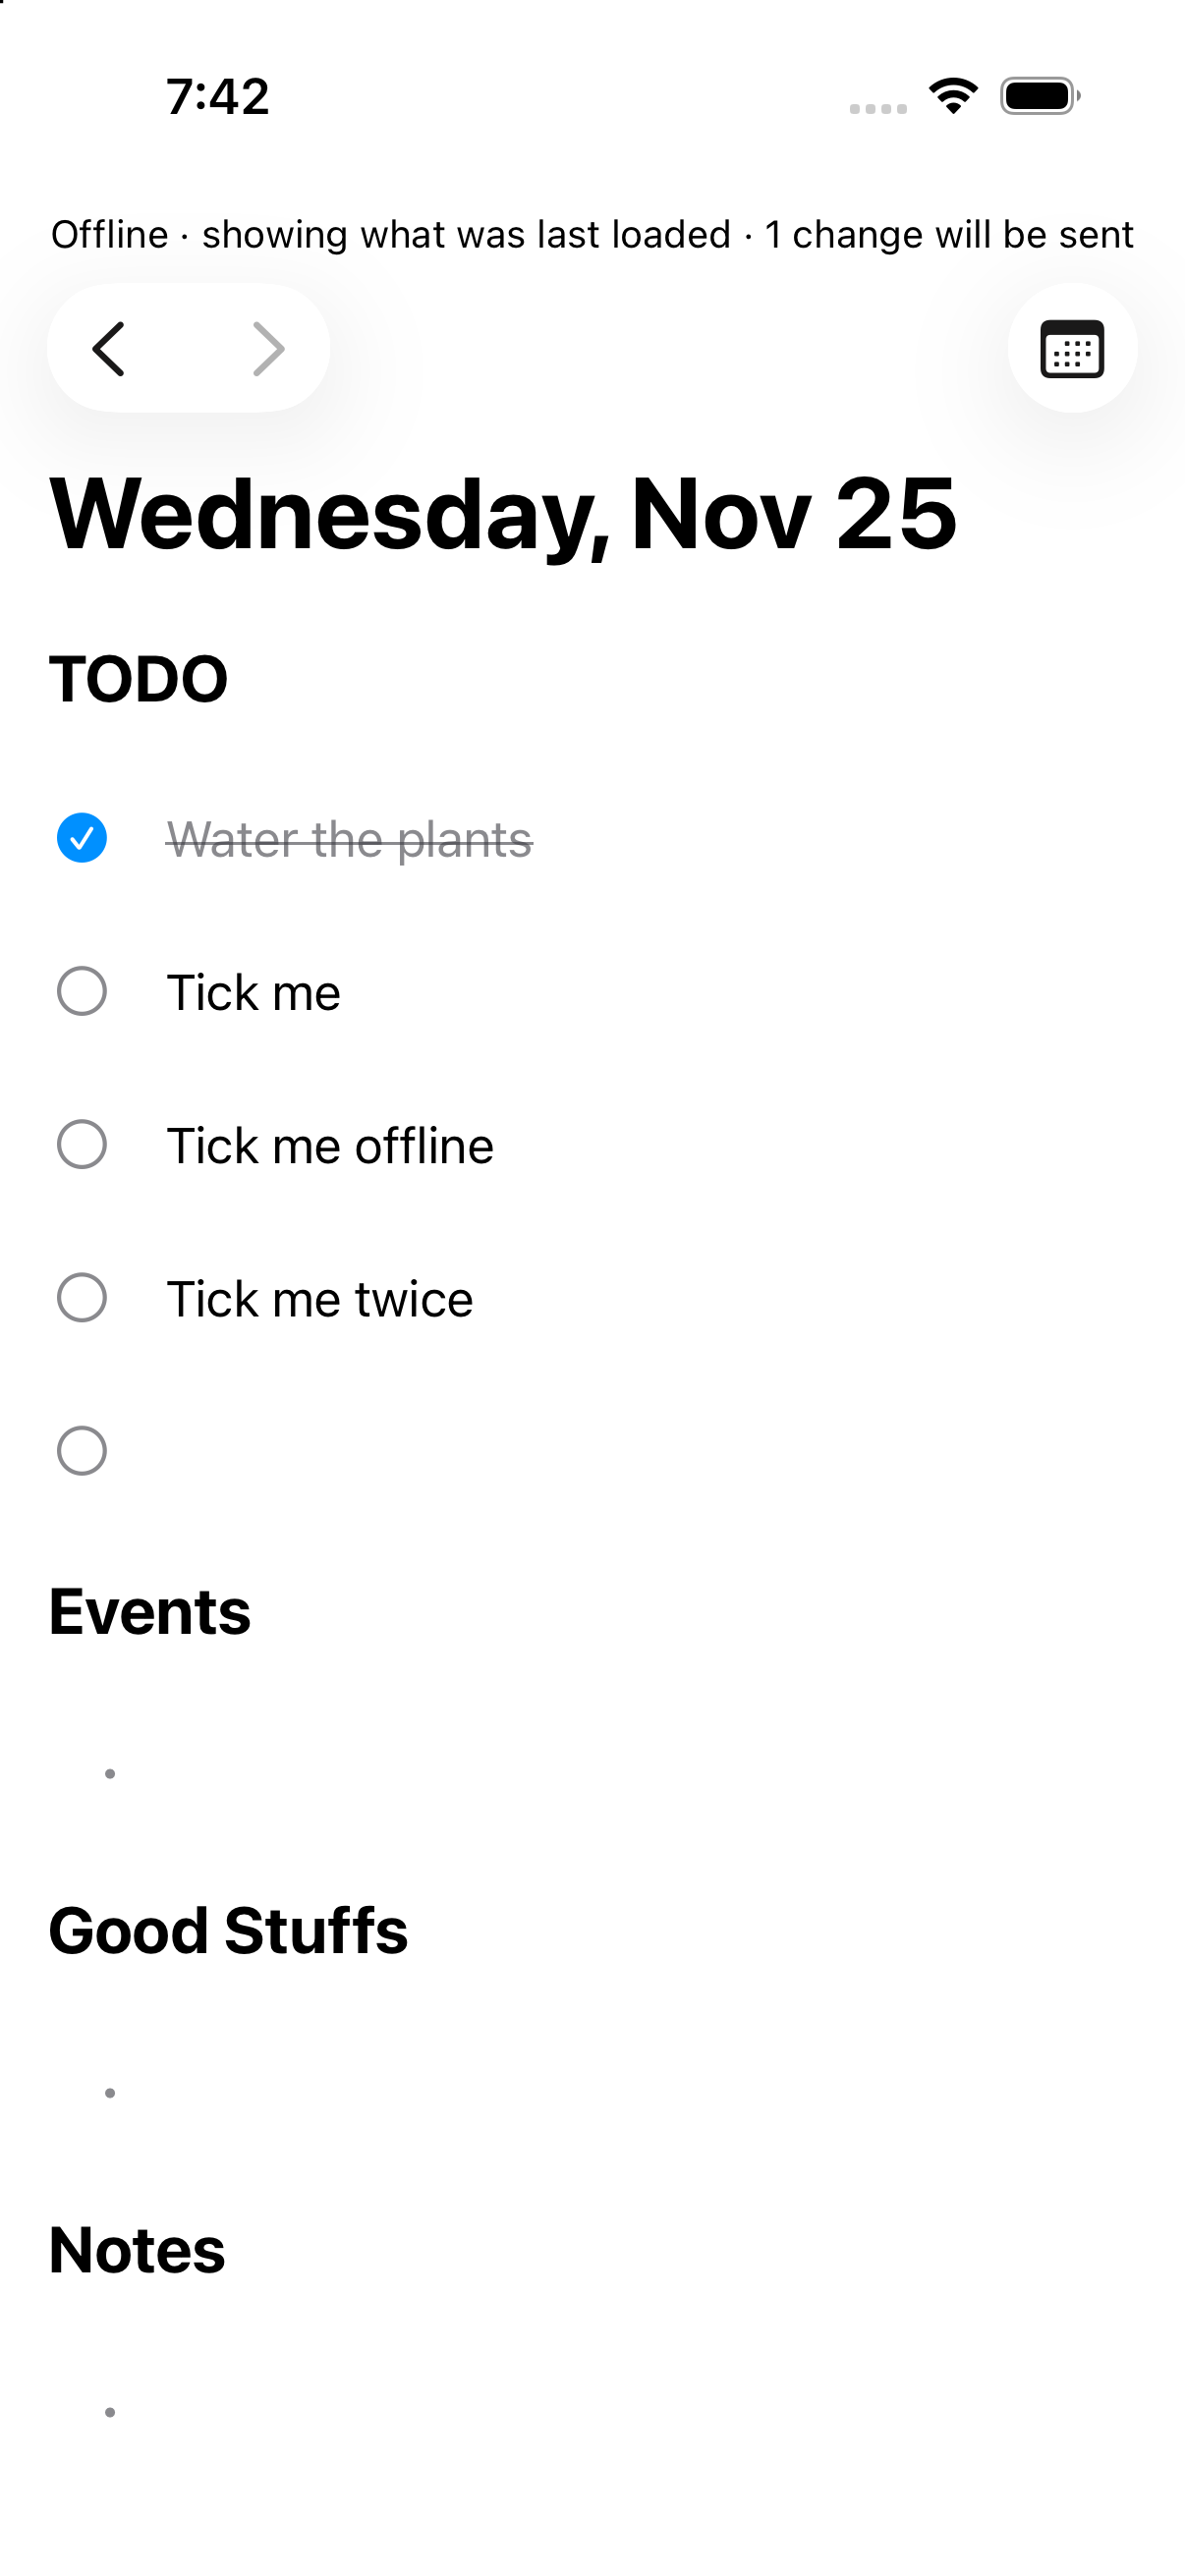 7:42
Offline · showing what was last loaded · 1 change will be sent
Wednesday, Nov 25
TODO
Water the plants
Tick me
Tick me offline
Tick me twice
Events
Good Stuffs
Notes